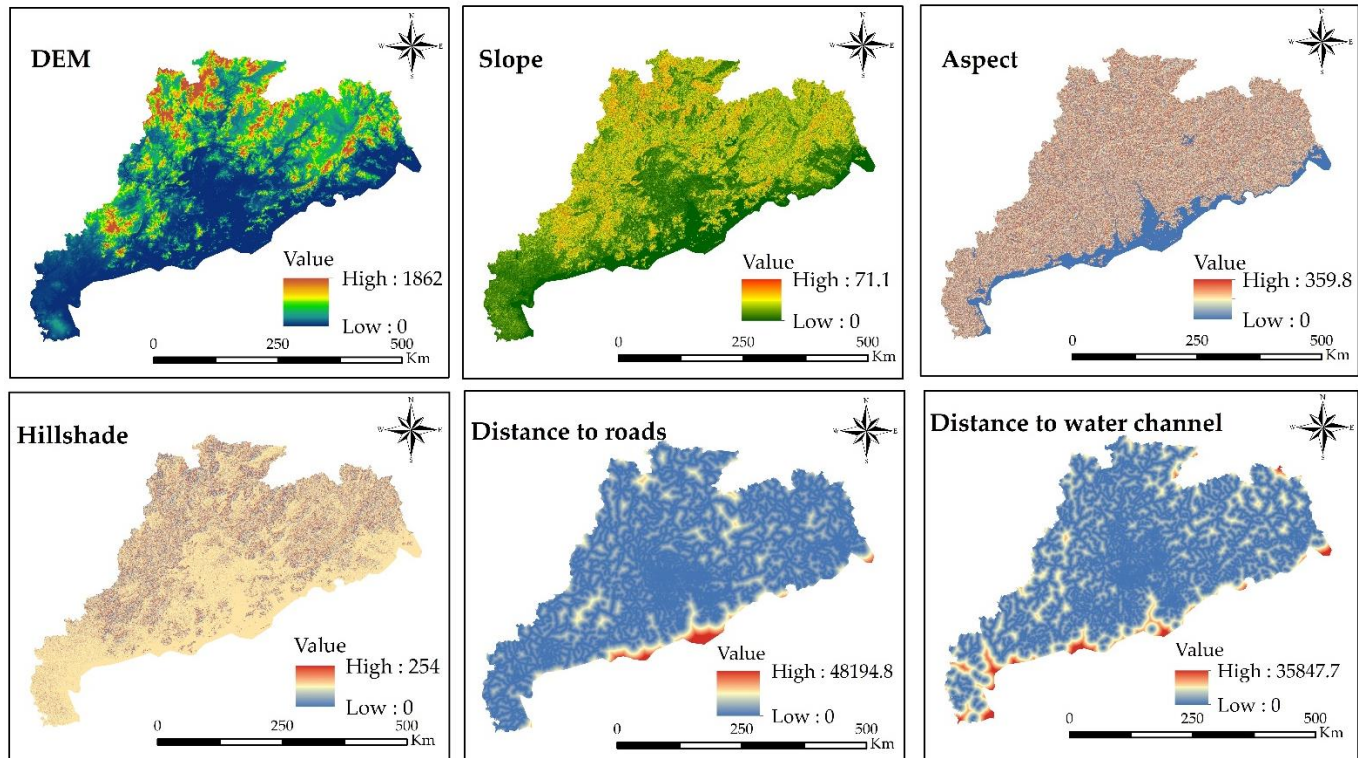 DEM
N
W
E
S
Value
High : 1862
Low : 0
0
250
500
Km
Slope
N
W
E
S
Value
High : 71.1
Low : 0
0
250
500
Km
Aspect
N
W
E
S
Value
High : 359.8
Low : 0
0
250
500
Km
Hillshade
N
W
E
S
Value
High : 254
Low : 0
0
250
500
Km
Distance to roads
N
W
E
S
Value
High : 48194.8
Low : 0
0
250
500
Km
Distance to water channel
N
W
E
S
Value
High : 35847.7
Low : 0
0
250
500
Km